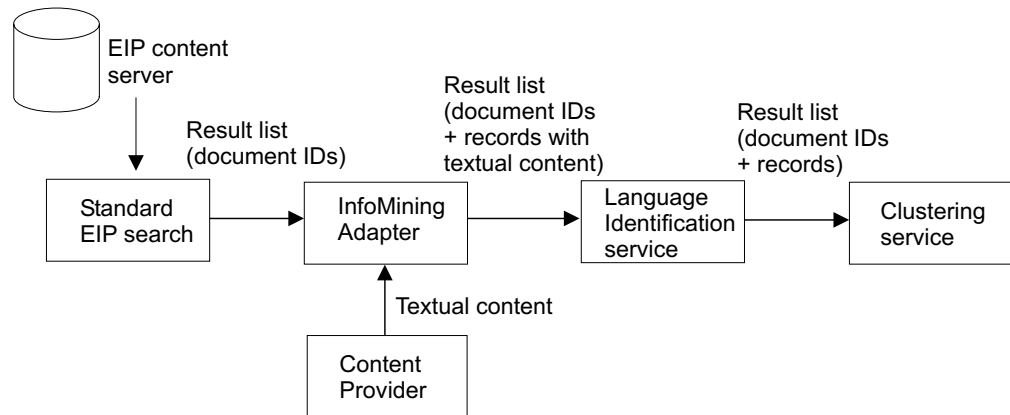 EIP content
server
Result list
(document IDs)
Result list
(document IDs
+ records with
textual content)
Result list
(document IDs
+ records)
Standard
EIP search
InfoMining
Adapter
Language
Identification
service
Clustering
service
Textual content
Content
Provider